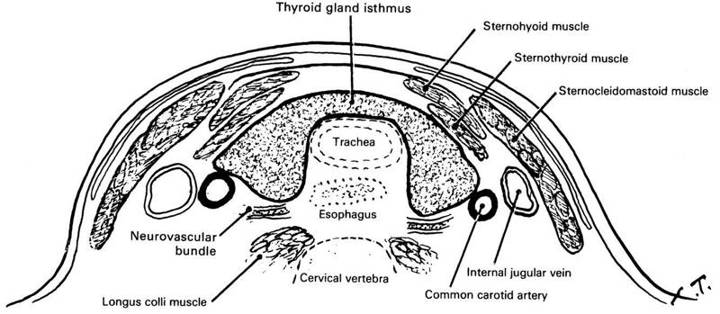 Thyroid gland isthmus
Sternohyoid muscle
Sternothyroid muscle
Sternocleidomastoid muscle
Trachea
Esophagus
Neurovascular
bundle
Cervical vertebra
Internal jugular vein
Longus colli muscle
Common carotid artery
X.T.